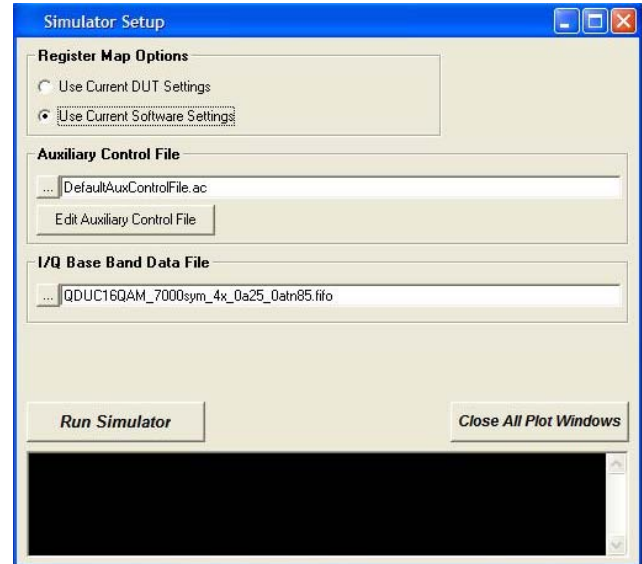 Simulator Setup
Register Map Options
Use Current DUT Settings
Use Current Software Settings
Auxiliary Control File
... DefaultAuxControlFile.ac
Edit Auxiliary Control File
I/Q Base Band Data File
... QDUC16QAM_7000sym_4x_0a25_0atn85.fifo
Run Simulator Close All Plot Windows